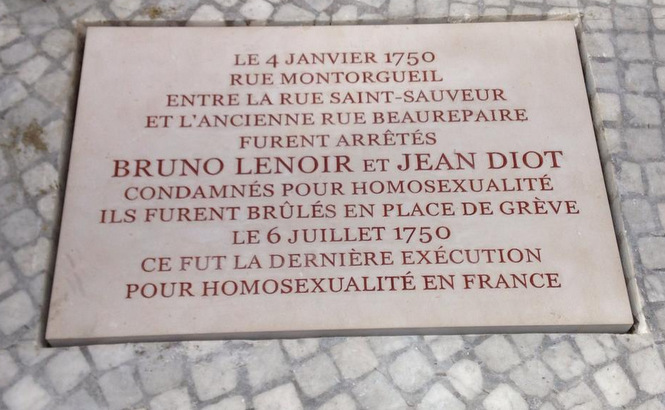 LE 4 JANVIER 1750
RUE MONTORGUEIL
ENTRE LA RUE SAINT-SAUVEUR
ET L'ANCIENNE RUE BEAUREPAIRE
FURENT ARRÊTÉS
BRUNO LENOIR ET JEAN DIOT
CONDAMNÉS POUR HOMOSEXUALITÉ
ILS FURENT BRÛLÉS EN PLACE DE GRÈVE
LE 6 JUILLET 1750
CE FUT LA DERNIÈRE EXÉCUTION
POUR HOMOSEXUALITÉ EN FRANCE